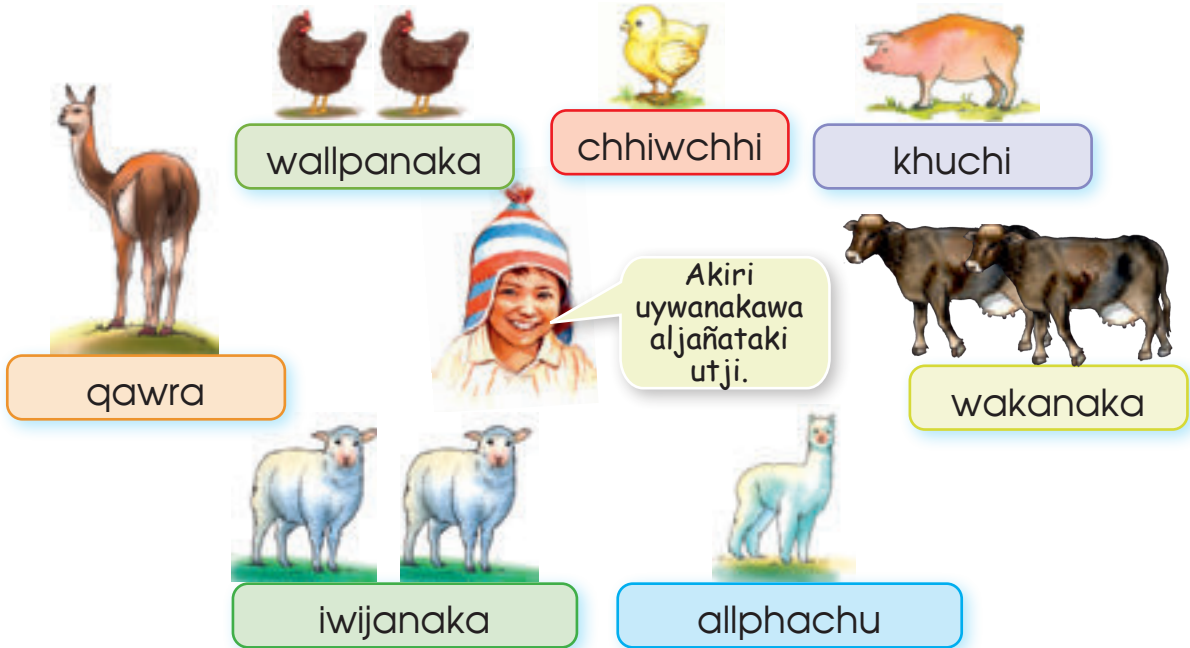 wallpanaka
chhiwchhi
khuchi
qawra
Akiri
uywanakawa
aljañataki
utji.
wakanaka
iwijanaka
allphachu